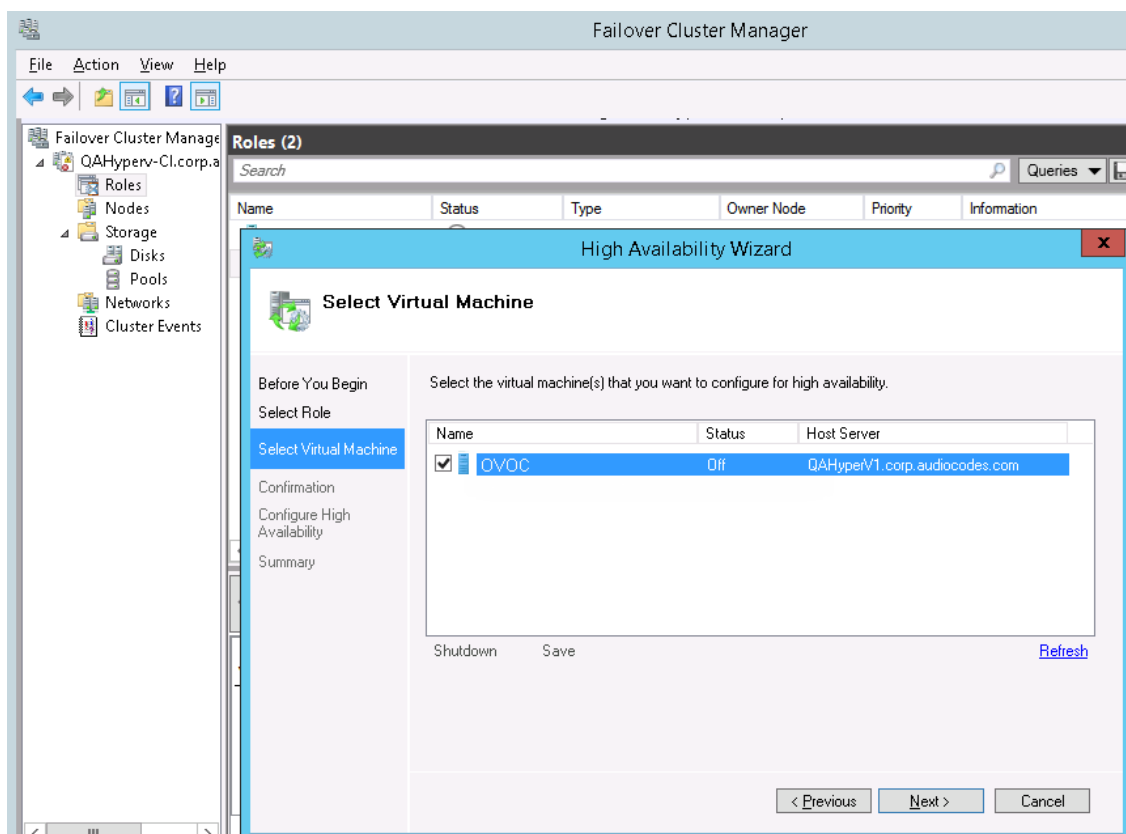 Failover Cluster Manager
File Action View Help
Failover Cluster Manage
QAHyperv-Cl.corp.a
Roles
Nodes
Storage
Disks
Pools
Networks
Cluster Events
Roles (2)
Search
Queries
Name Status Type Owner Node Priority Information
High Availability Wizard
Select Virtual Machine
Before You Begin
Select Role
Select Virtual Machine
Confirmation
Configure High
Availability
Summary
Select the virtual machine(s) that you want to configure for high availability.
Name Status Host Server
OVOC Off QAHyperV1.corp.audiocodes.com
Shutdown Save Refresh
< Previous Next > Cancel